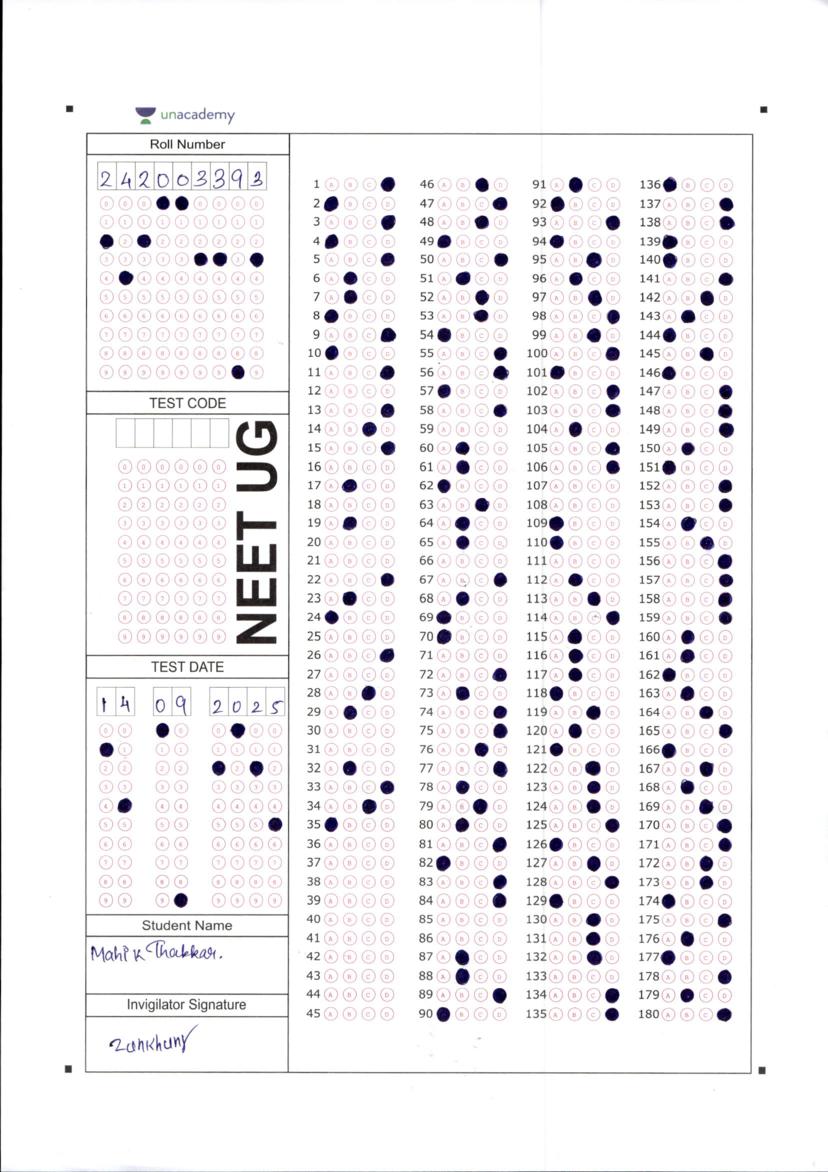 unacademy
Roll Number
2 4 2 0 0 3 3 9 3
TEST CODE
NEET UG
TEST DATE
1 4 0 9 2 0 2 5
Student Name
Mahi K Thakkar.
Invigilator Signature
1 A B C 46 A B D 91 A C D 136 B C D
2 B C D 47 A B C 92 B C D 137 A B C
3 A B C 48 A B D 93 A B C 138 A B C
4 B C D 49 B C D 94 B C D 139 B C D
5 A B C 50 A B C 95 A B D 140 B C D
6 A C D 51 A C D 96 A C D 141 A B C
7 A C D 52 A B D 97 A B D 142 A B D
8 B C D 53 A B D 98 A B C 143 A C D
9 A B C 54 B C D 99 A B D 144 B C D
10 B C D 55 A B C 100 A B C 145 A B D
11 A B C 56 A B C 101 B C D 146 B C D
12 A B C D 57 B C D 102 A B C 147 A B C
13 A B C 58 A B C 103 A B C 148 A B C
14 A B D 59 A B C D 104 A C D 149 A B C
15 A B C 60 A C D 105 A B C 150 A C D
16 A B C D 61 A C D 106 A B C 151 B C D
17 A C D 62 B C D 107 A B C D 152 A B C
18 A B C D 63 A B D 108 A B C D 153 A B C
19 A C D 64 A C D 109 B C D 154 A C D
20 A B C D 65 A C D 110 B C D 155 A B D
21 A B C D 66 A B C D 111 A B C D 156 A B C
22 A B C 67 A B C 112 A C D 157 A B C
23 A C D 68 A C D 113 A B D 158 A B C
24 B C D 69 B C D 114 A B C 159 A B C
25 A B C D 70 B C D 115 A C D 160 A C D
26 A B C 71 A B C D 116 A C D 161 A C D
27 A B C D 72 A B C 117 A C D 162 B C D
28 A B D 73 A C D 118 B C D 163 A C D
29 A C D 74 A B C 119 A B D 164 A B D
30 A B C D 75 A B C 120 A C D 165 A B C
31 A B C D 76 A B D 121 B C D 166 B C D
32 A C D 77 A B C 122 A B D 167 A B D
33 A B C 78 A C D 123 A B D 168 A C D
34 A B D 79 A B D 124 A B D 169 A B D
35 B C D 80 A C D 125 A B C 170 A B C
36 A B C D 81 A B C 126 B C D 171 A B C
37 A B C D 82 B C D 127 A B D 172 A B D
38 A B C D 83 A B C 128 A B C 173 A B D
39 A B C D 84 A B C 129 B C D 174 B C D
40 A B C D 85 A B C D 130 A B D 175 A B C
41 A B C D 86 A B C D 131 A B D 176 A C D
42 A B C D 87 A C D 132 A B D 177 B C D
43 A B C D 88 A C D 133 A B C D 178 A B C
44 A B C D 89 A B C 134 A B C 179 A C D
45 A B C D 90 B C D 135 A B C 180 A B C